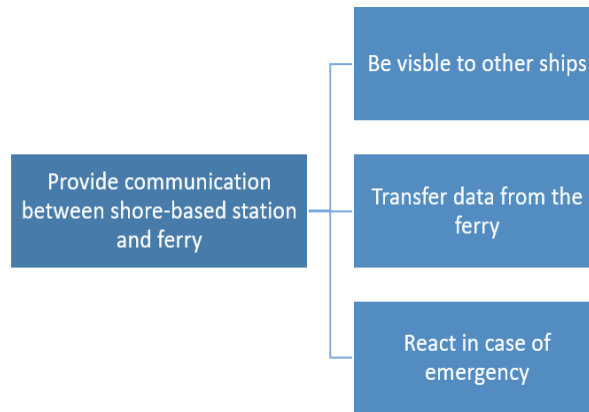 Be visble to other ships
Provide communication
between shore-based station
and ferry
Transfer data from the
ferry
React in case of
emergency